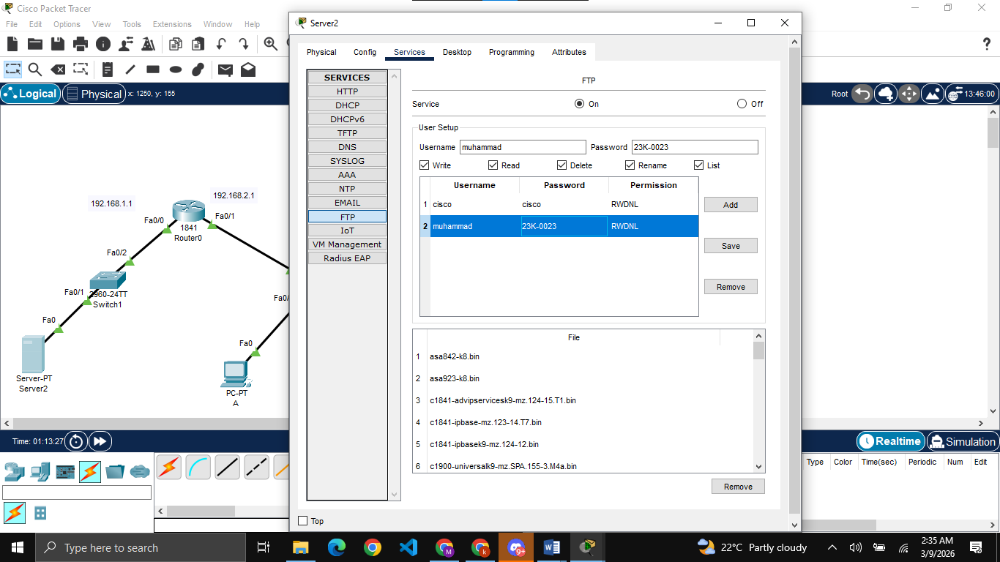 Cisco Packet Tracer
File Edit Options View Tools Extensions Window Help
Logical
Physical
x: 1250, y: 155
Root
13:46:00
192.168.1.1
192.168.2.1
Fa0/0
Fa0/1
1841
Router0
Fa0/2
Fa0/1
2960-24TT
Switch1
Fa0
Server-PT
Server2
Fa0/
Fa0
PC-PT
A
Server2
Physical Config Services Desktop Programming Attributes
SERVICES
HTTP
DHCP
DHCPv6
TFTP
DNS
SYSLOG
AAA
NTP
EMAIL
FTP
IoT
VM Management
Radius EAP
FTP
Service On Off
User Setup
Username muhammad Password 23K-0023
Write Read Delete Rename List
Username Password Permission
1 cisco cisco RWDNL
2 muhammad 23K-0023 RWDNL
Add
Save
Remove
File
1 asa842-k8.bin
2 asa923-k8.bin
3 c1841-advipservicesk9-mz.124-15.T1.bin
4 c1841-ipbase-mz.123-14.T7.bin
5 c1841-ipbasek9-mz.124-12.bin
6 c1900-universalk9-mz.SPA.155-3.M4a.bin
Remove
Top
Time: 01:13:27
Realtime
Simulation
Type Color Time(sec) Periodic Num Edit
Type here to search
M
k
9+
22°C Partly cloudy
2:35 AM
3/9/2026